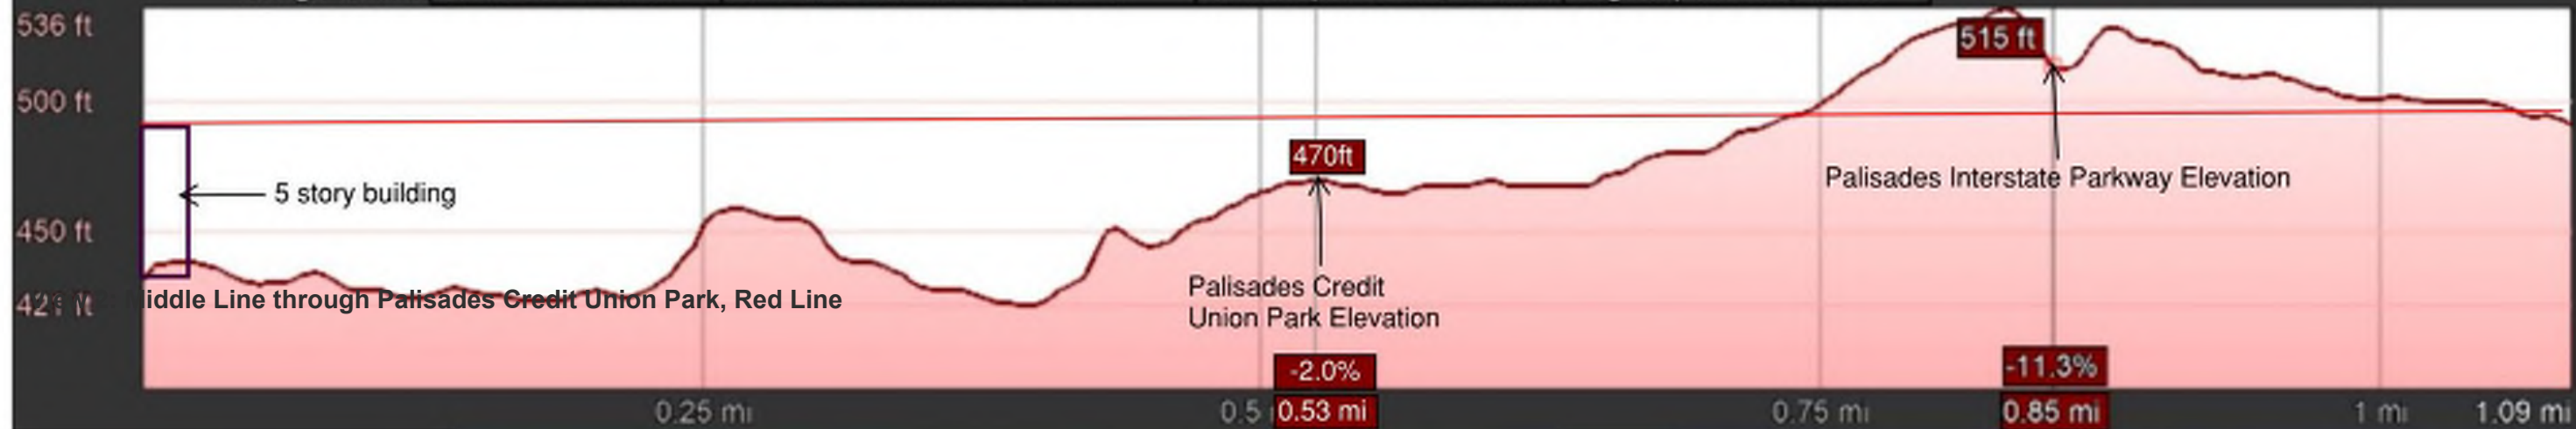 536 ft
515 ft
500 ft
470ft
5 story building
Palisades Interstate Parkway Elevation
450 ft
Middle Line through Palisades Credit Union Park, Red Line
Palisades Credit
Union Park Elevation
-2.0%
-11.3%
0.25 mi
0.5
0.53 mi
0.75 mi
0.85 mi
1 mi
1.09 mi